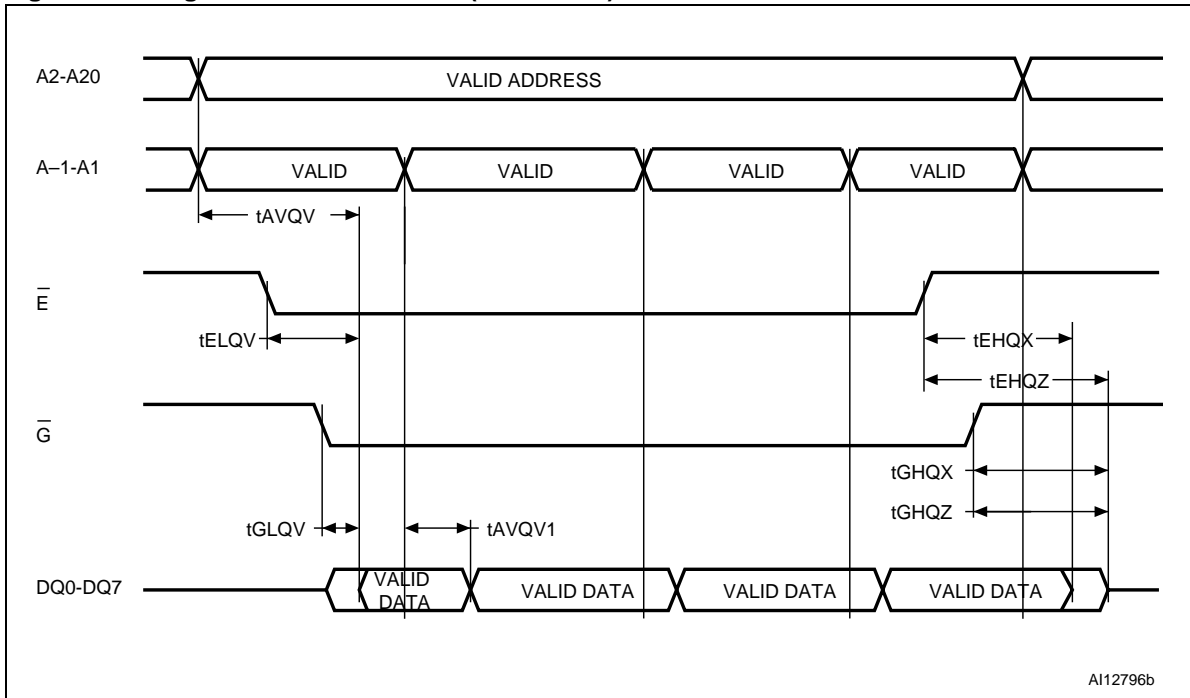 A2-A20
VALID ADDRESS
A–1-A1
VALID
VALID
VALID
VALID
tAVQV
E
tELQV
tEHQX
tEHQZ
G
tGHQX
tGHQZ
tGLQV
tAVQV1
DQ0-DQ7
VALID
DATA
VALID DATA
VALID DATA
VALID DATA
AI12796b